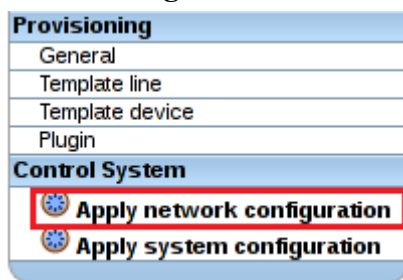 Provisioning
General
Template line
Template device
Plugin
Control System
Apply network configuration
Apply system configuration